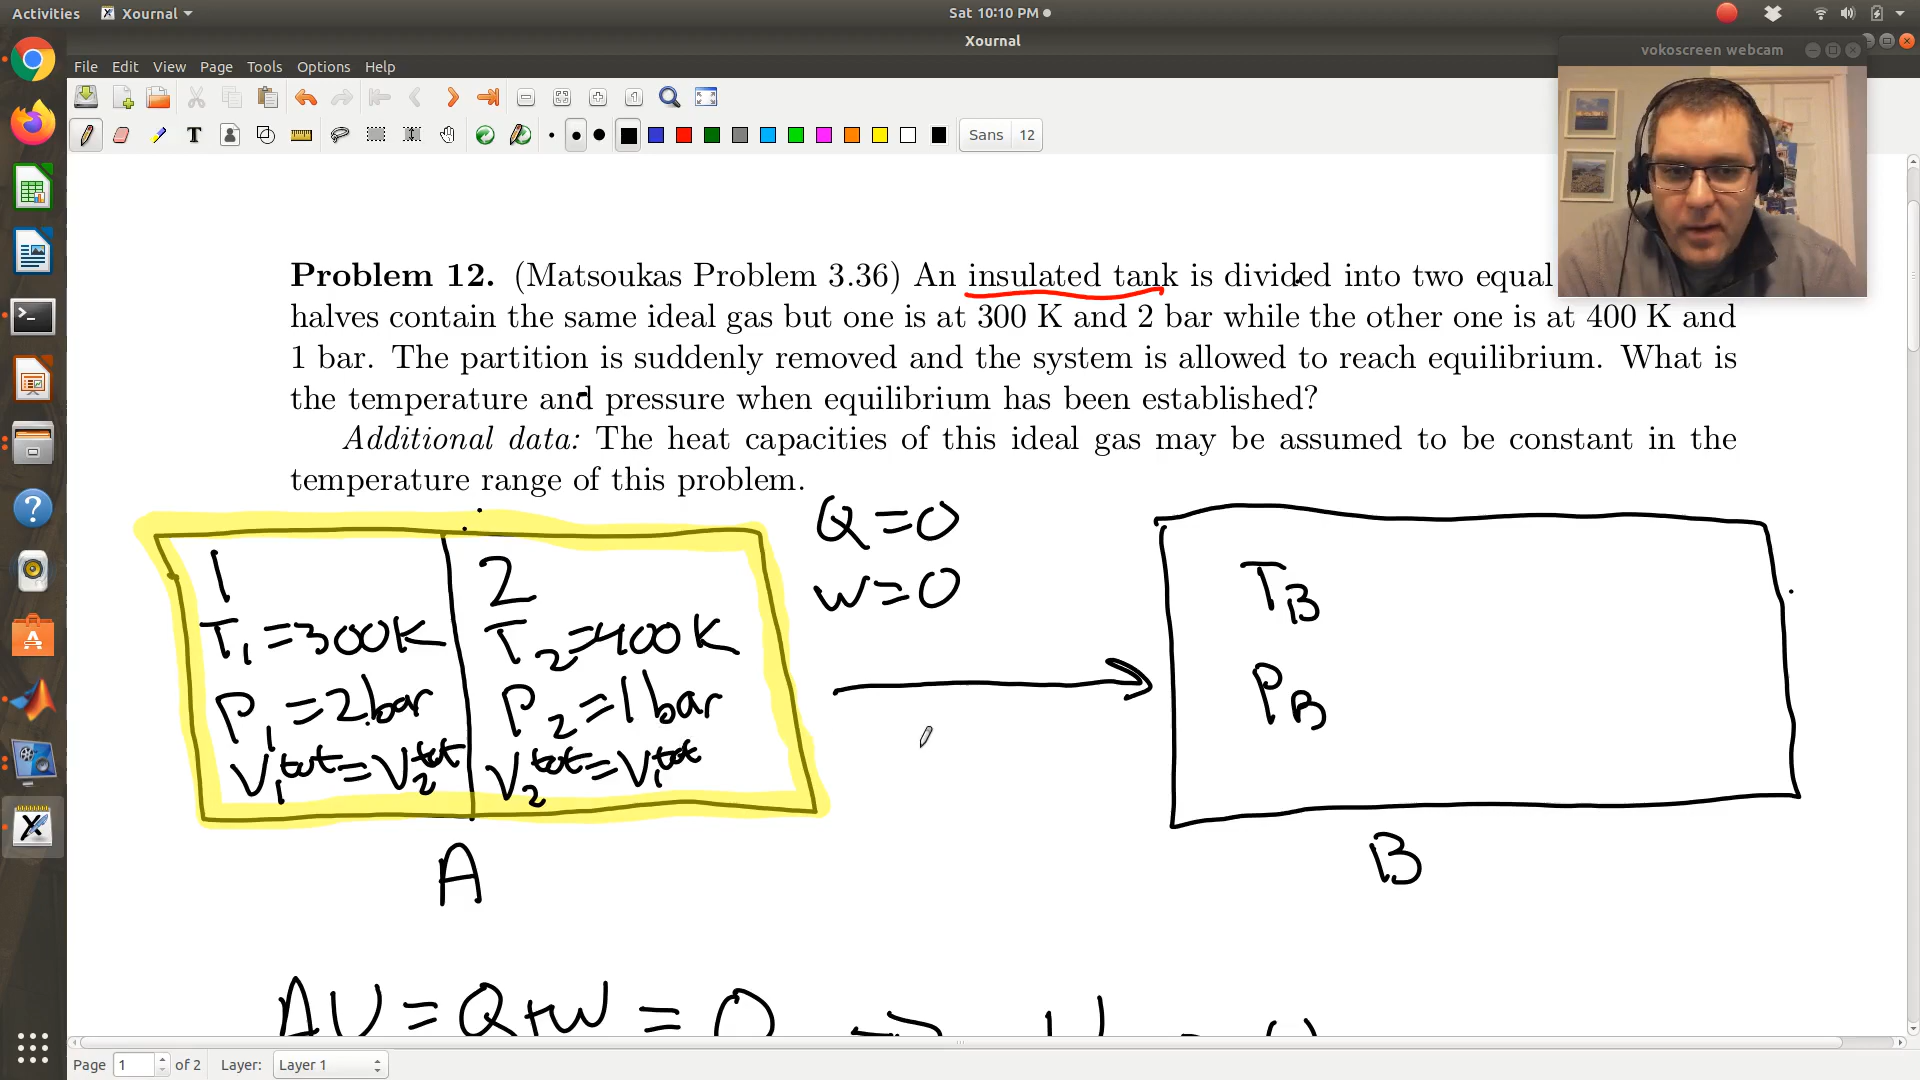 Activities Xournal Sat 10:10 PM
Xournal
vokoscreen webcam
File Edit View Page Tools Options Help
Sans 12
Problem 12. (Matsoukas Problem 3.36) An insulated tank is divided into two equal
halves contain the same ideal gas but one is at 300 K and 2 bar while the other one is at 400 K and
1 bar. The partition is suddenly removed and the system is allowed to reach equilibrium. What is
the temperature and pressure when equilibrium has been established?
Additional data: The heat capacities of this ideal gas may be assumed to be constant in the
temperature range of this problem.
Q = 0
W = 0
1
T₁ = 300K
P₁ = 2 bar
V₁ᵗᵒᵗ = V₂ᵗᵒᵗ
2
T₂ = 400K
P₂ = 1 bar
V₂ᵗᵒᵗ = V₁ᵗᵒᵗ
A
T_B
P_B
B
ΔU = Q + W = 0
Page 1 of 2 Layer: Layer 1